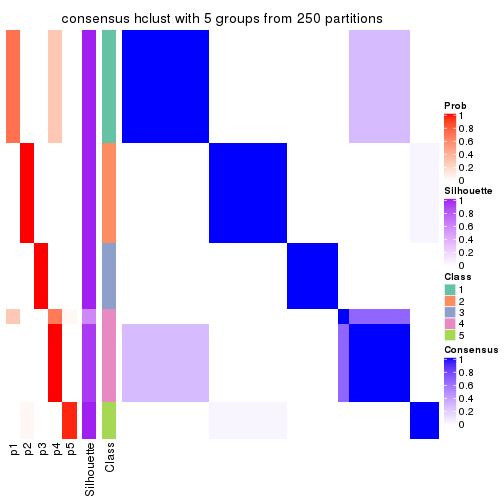 consensus hclust with 5 groups from 250 partitions
Prob
1
0.8
0.6
0.4
0.2
0
Silhouette
1
0.8
0.6
0.4
0.2
0
Class
1
2
3
4
5
Consensus
1
0.8
0.6
0.4
0.2
0
p1
p2
p3
p4
p5
Silhouette
Class